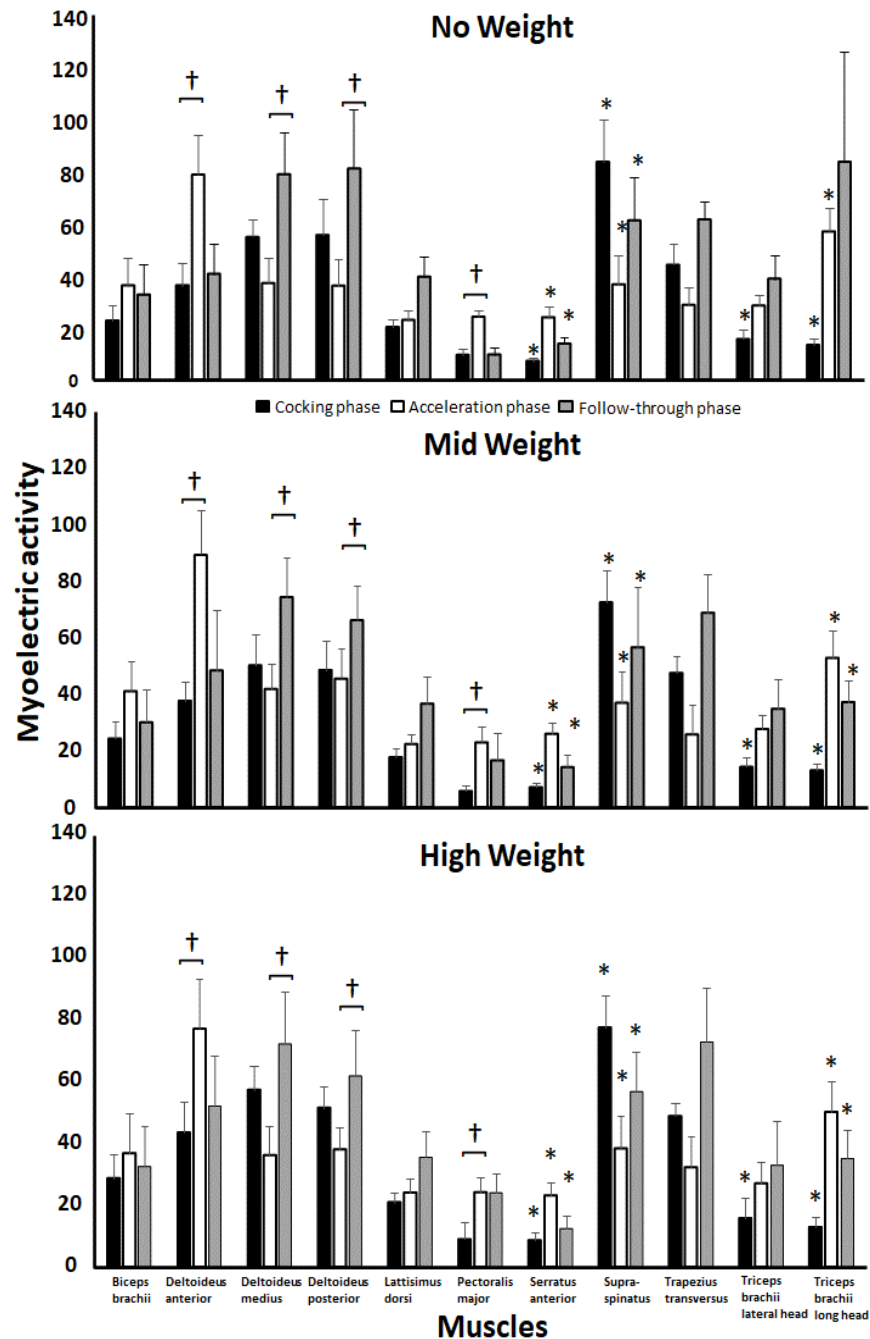 No Weight
140
120
100
80
60
40
20
0
† † † † * * * * * * * * *
Cocking phase Acceleration phase Follow-through phase
Mid Weight
140
120
100
80
60
40
20
0
† † † † * * * * * * * * * *
Myoelectric activity
High Weight
140
120
100
80
60
40
20
0
† † † † * * * * * * * * * *
Biceps Deltoideus Deltoideus Deltoideus Lattisimus Pectoralis Serratus Supra- Trapezius Triceps Triceps
brachii anterior medius posterior dorsi major anterior spinatus transversus brachii brachii
lateral head long head
Muscles